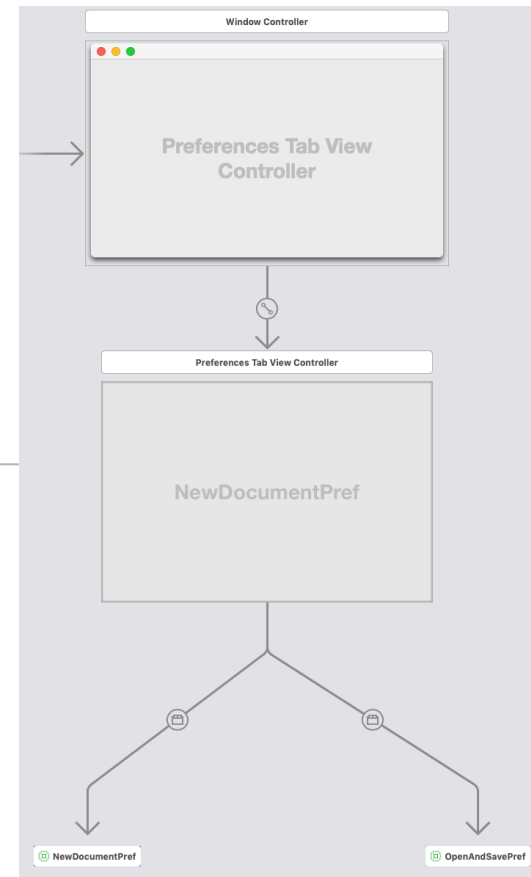 Window Controller
Preferences Tab View
Controller
Preferences Tab View Controller
NewDocumentPref
NewDocumentPref
OpenAndSavePref